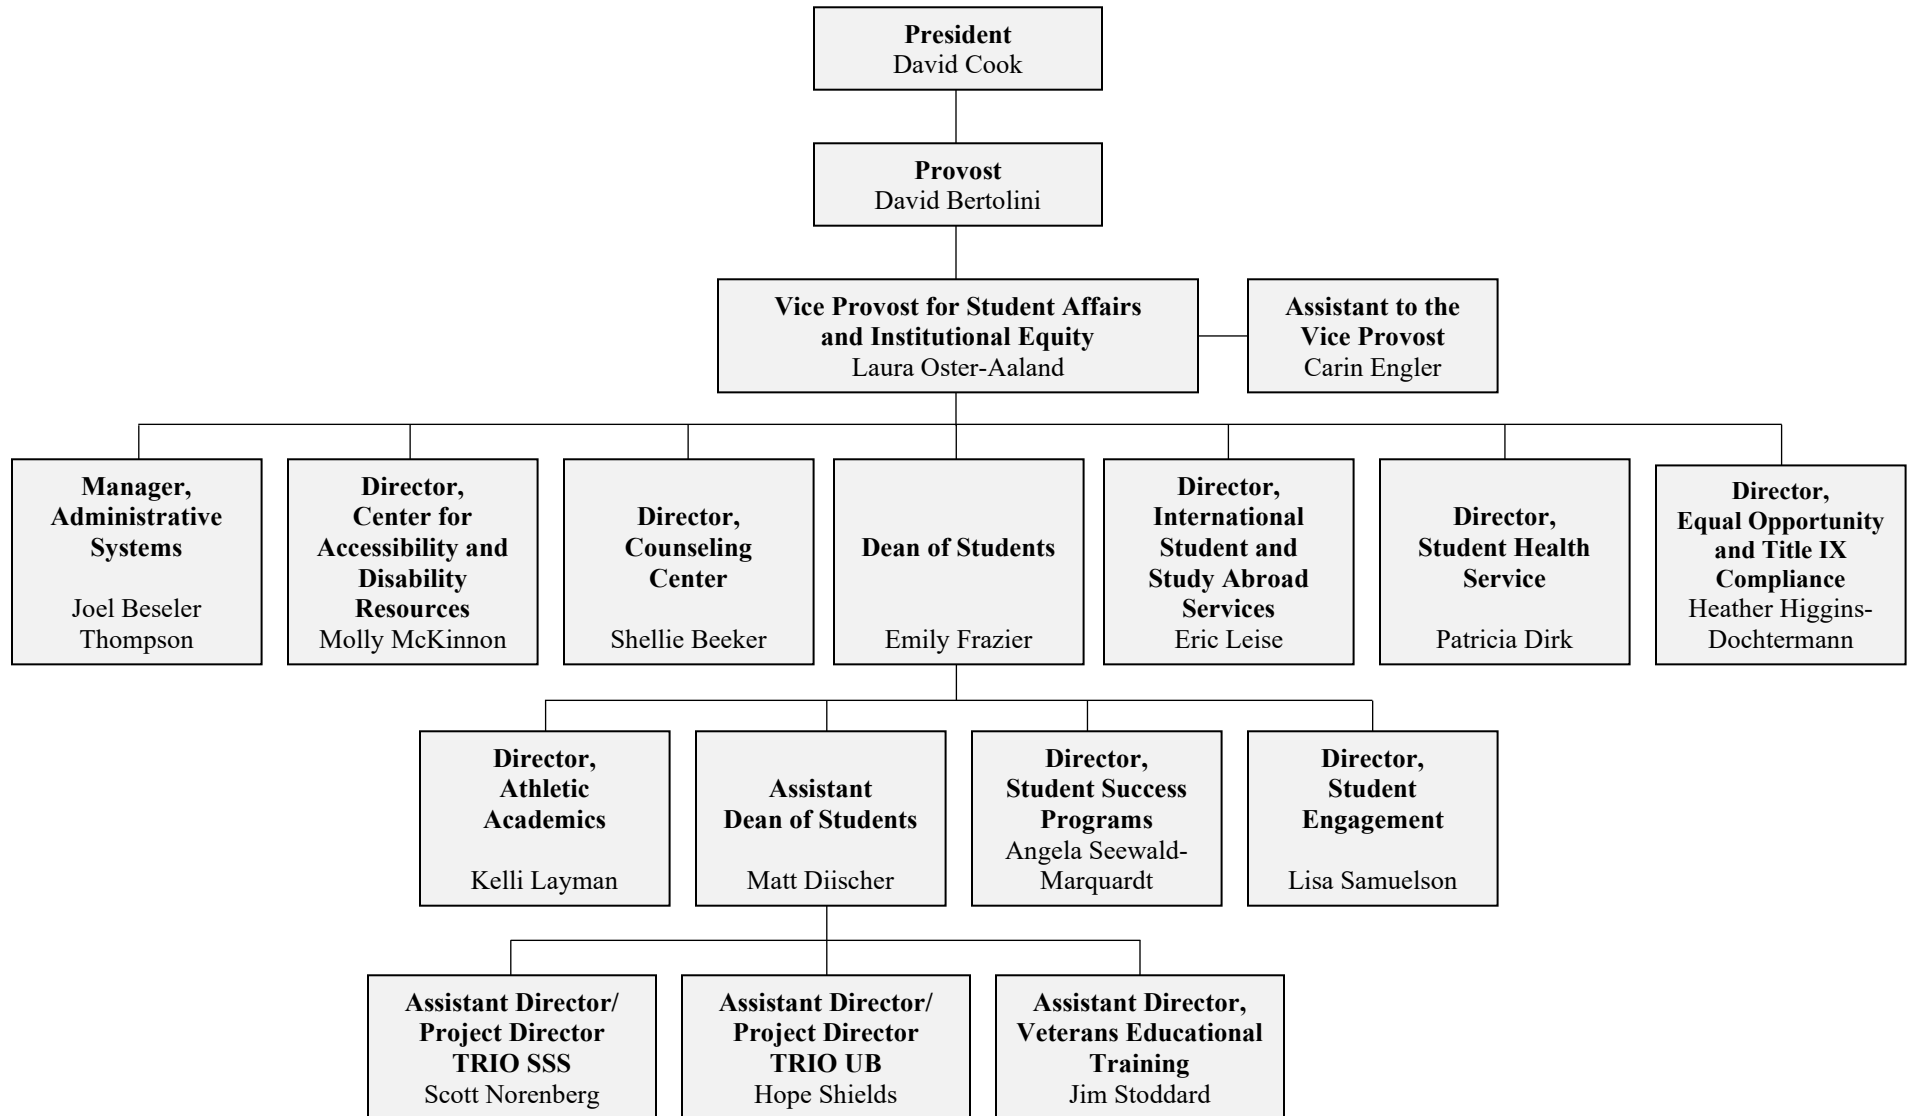 President
David Cook
Provost
David Bertolini
Vice Provost for Student Affairs
and Institutional Equity
Laura Oster-Aaland
Assistant to the
Vice Provost
Carin Engler
Manager,
Administrative
Systems
Joel Beseler
Thompson
Director,
Center for
Accessibility and
Disability
Resources
Molly McKinnon
Director,
Counseling
Center
Shellie Beeker
Dean of Students
Emily Frazier
Director,
International
Student and
Study Abroad
Services
Eric Leise
Director,
Student Health
Service
Patricia Dirk
Director,
Equal Opportunity
and Title IX
Compliance
Heather Higgins-
Dochtermann
Director,
Athletic
Academics
Kelli Layman
Assistant
Dean of Students
Matt Diischer
Director,
Student Success
Programs
Angela Seewald-
Marquardt
Director,
Student
Engagement
Lisa Samuelson
Assistant Director/
Project Director
TRIO SSS
Scott Norenberg
Assistant Director/
Project Director
TRIO UB
Hope Shields
Assistant Director,
Veterans Educational
Training
Jim Stoddard